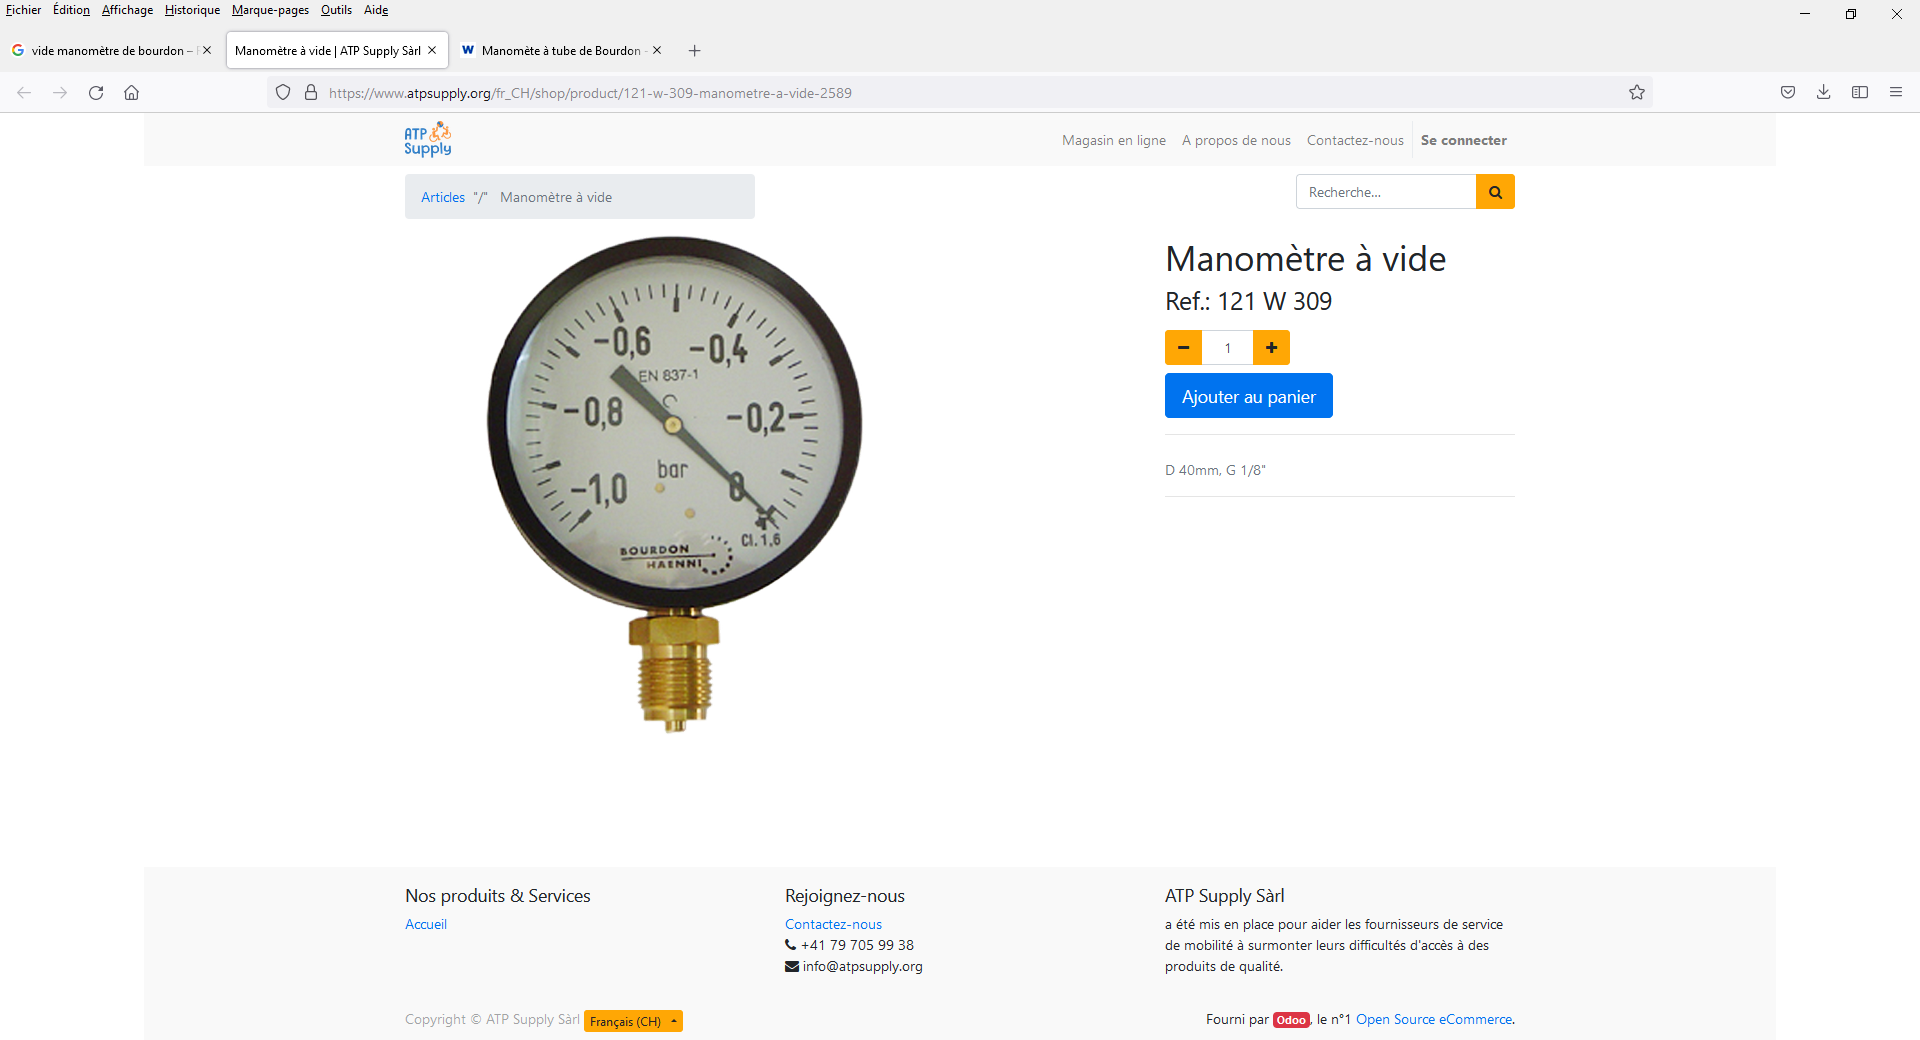 Fichier Édition Affichage Historique Marque-pages Outils Aide
vide manomètre de bourdon –
Manomètre à vide | ATP Supply Sàrl
Manomète à tube de Bourdon -
https://www.atpsupply.org/fr_CH/shop/product/121-w-309-manometre-a-vide-2589
ATP
Supply
Magasin en ligne A propos de nous Contactez-nous Se connecter
Articles "/" Manomètre à vide
Recherche...
Manomètre à vide
Ref.: 121 W 309
1
Ajouter au panier
D 40mm, G 1/8"
-0,6
-0,4
EN 837-1
-0,8
-0,2
bar
-1,0
0
Cl. 1,6
BOURDON
HAENNI
Nos produits & Services
Accueil
Rejoignez-nous
Contactez-nous
+41 79 705 99 38
info@atpsupply.org
ATP Supply Sàrl
a été mis en place pour aider les fournisseurs de service
de mobilité à surmonter leurs difficultés d'accès à des
produits de qualité.
Copyright © ATP Supply Sàrl Français (CH)
Fourni par Odoo, le n°1 Open Source eCommerce.